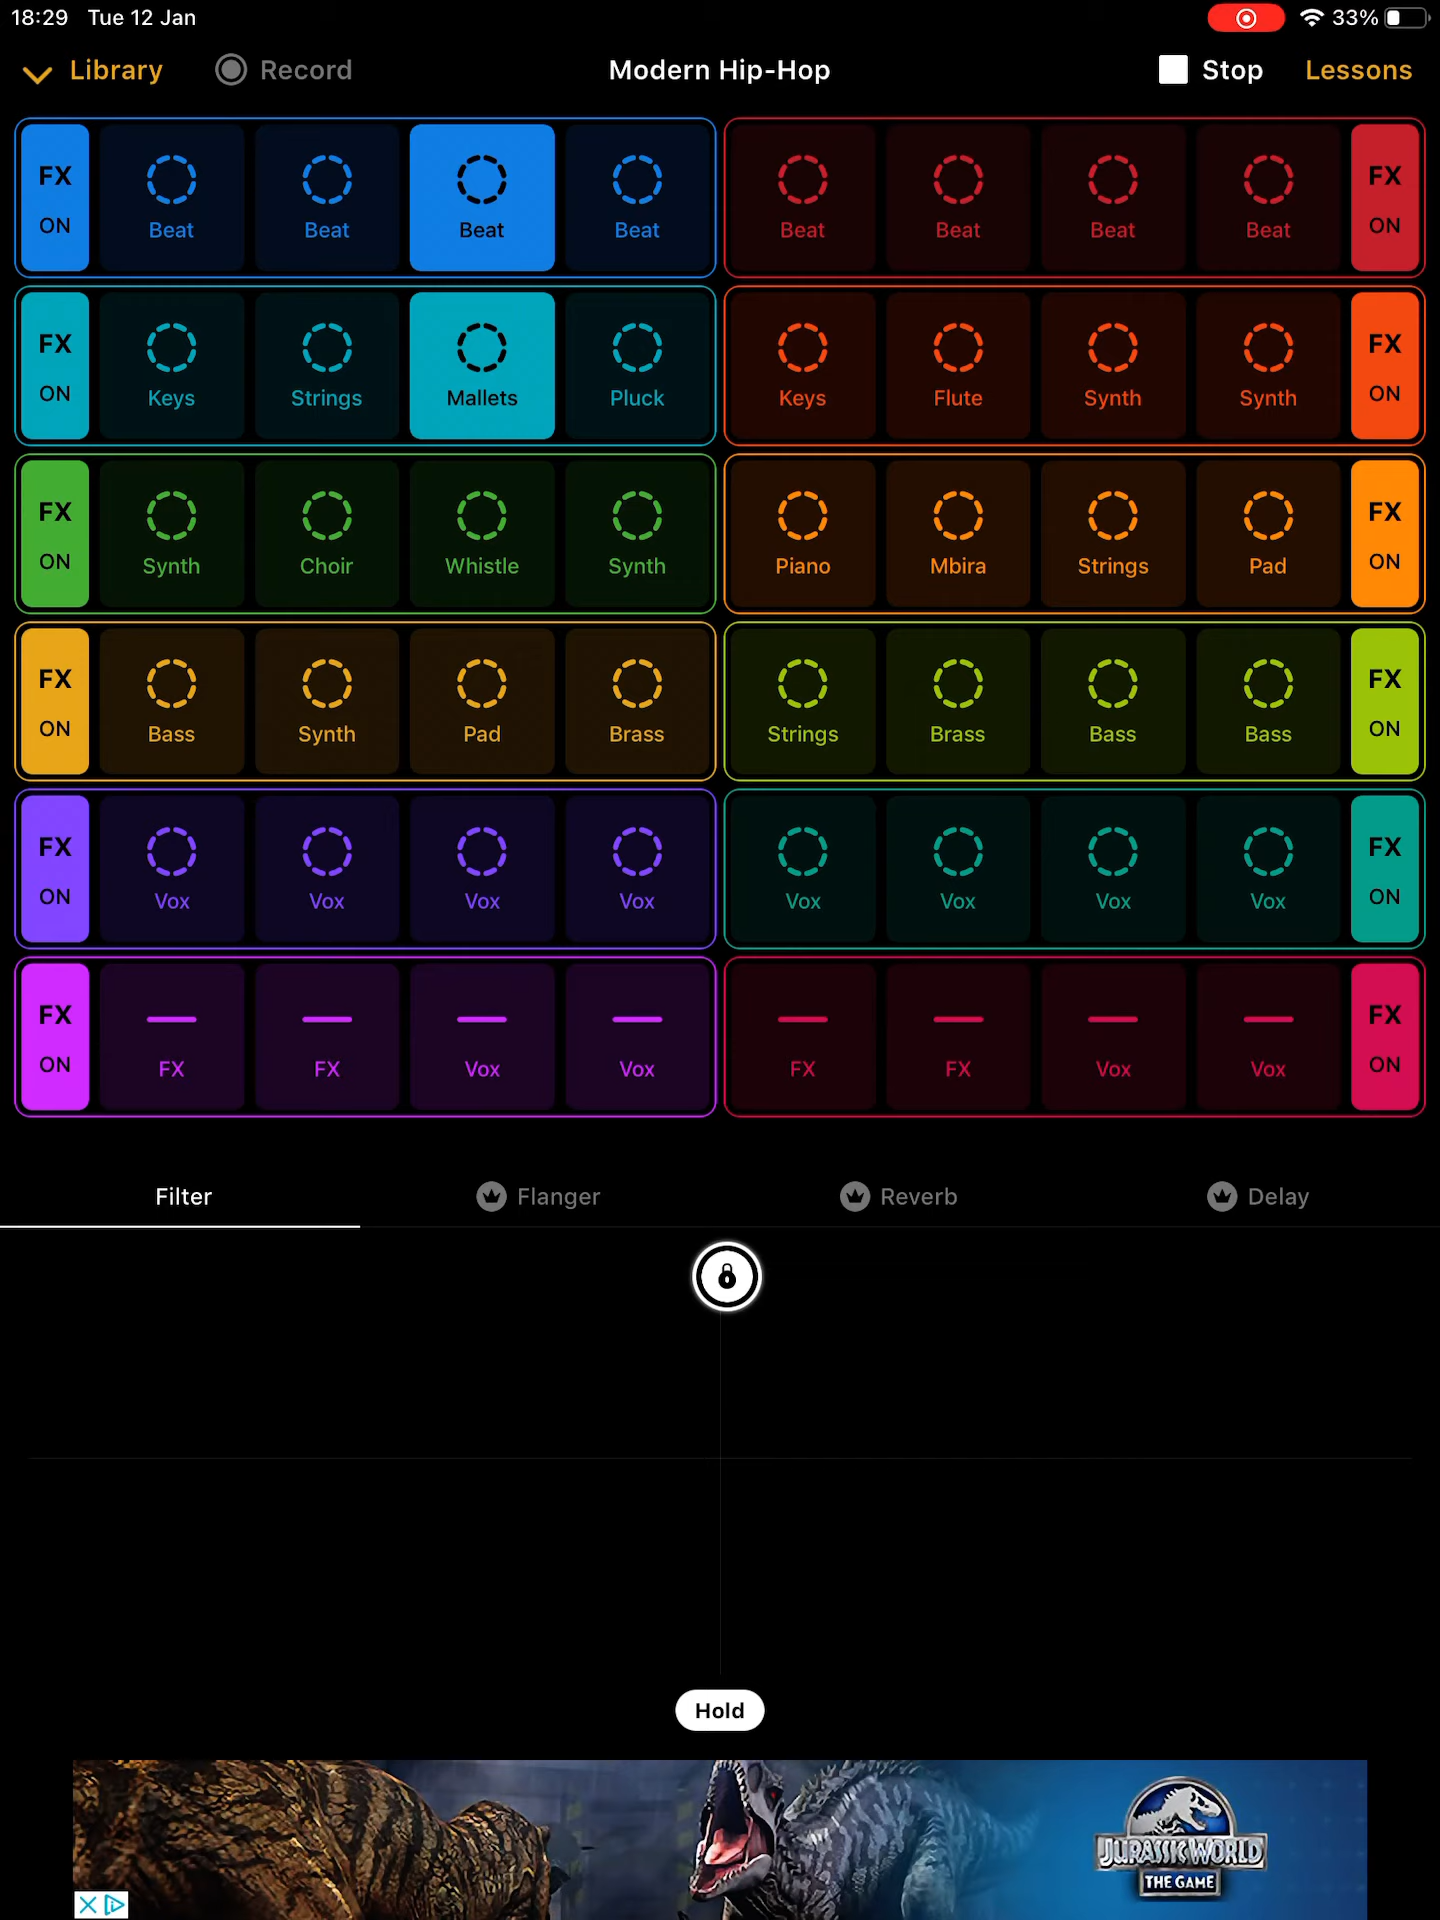 18:29 Tue 12 Jan 33%
Library Record Modern Hip-Hop Stop Lessons
FX Beat Beat Beat Beat Beat Beat Beat Beat FX
ON ON
FX Keys Strings Mallets Pluck Keys Flute Synth Synth FX
ON ON
FX Synth Choir Whistle Synth Piano Mbira Strings Pad FX
ON ON
FX Bass Synth Pad Brass Strings Brass Bass Bass FX
ON ON
FX Vox Vox Vox Vox Vox Vox Vox Vox FX
ON ON
FX FX FX Vox Vox FX FX Vox Vox FX
ON ON
Filter Flanger Reverb Delay
Hold
JURASSIC WORLD
THE GAME